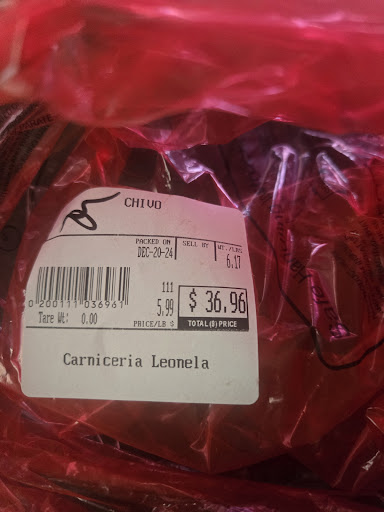 CHIVO
PACKED ON
SELL BY
WT./LBS
DEC-20-24
6.17
111
0 200111 036961
5.99
$ 36.96
Tare Wt: 0.00
PRICE/LB $
TOTAL($) PRICE
Carniceria Leonela